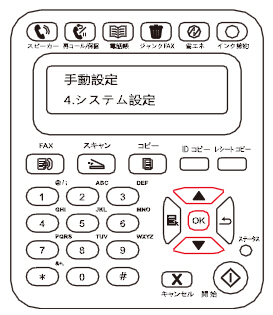 スピーカー 再コール/保留 電話帳 ジャンクFAX 省エネ インク節約
手動設定
4.システム設定
FAX スキャン コピー IDコピー レシートコピー
@/:; ABC DEF
1 2 3
GHI JKL MNO
4 5 6
OK
PQRS TUV WXYZ
7 8 9
ステータス
&*.
* 0 #
X
キャンセル 開始